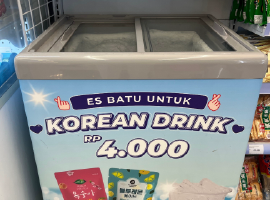 ES BATU UNTUK
KOREAN DRINK
RP
4.000